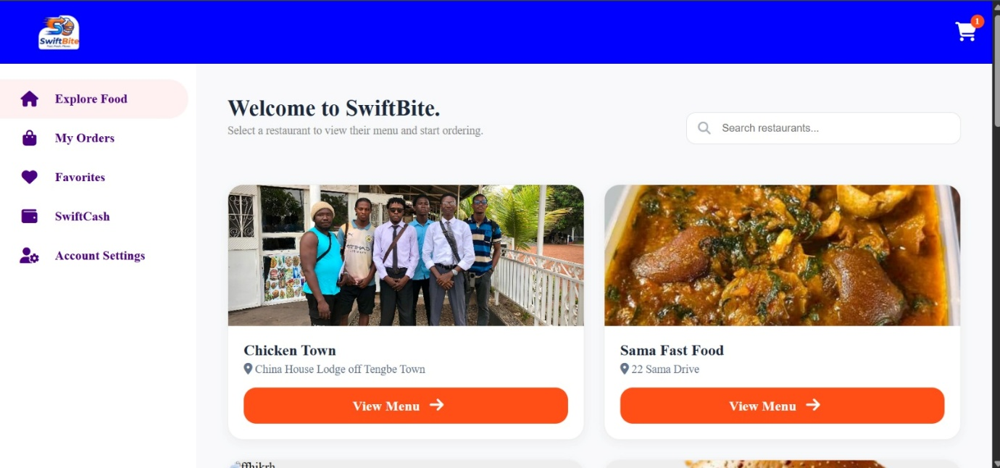 SwiftBite
1
Explore Food
My Orders
Favorites
SwiftCash
Account Settings
Welcome to SwiftBite.
Select a restaurant to view their menu and start ordering.
Search restaurants...
ETIHAD
Chicken Town
China House Lodge off Tengbe Town
View Menu
Sama Fast Food
22 Sama Drive
View Menu